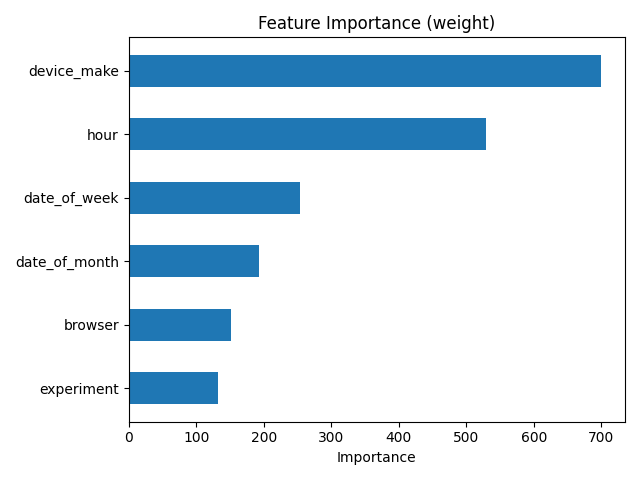 Feature Importance (weight)
device_make
hour
date_of_week
date_of_month
browser
experiment
0 100 200 300 400 500 600 700
Importance